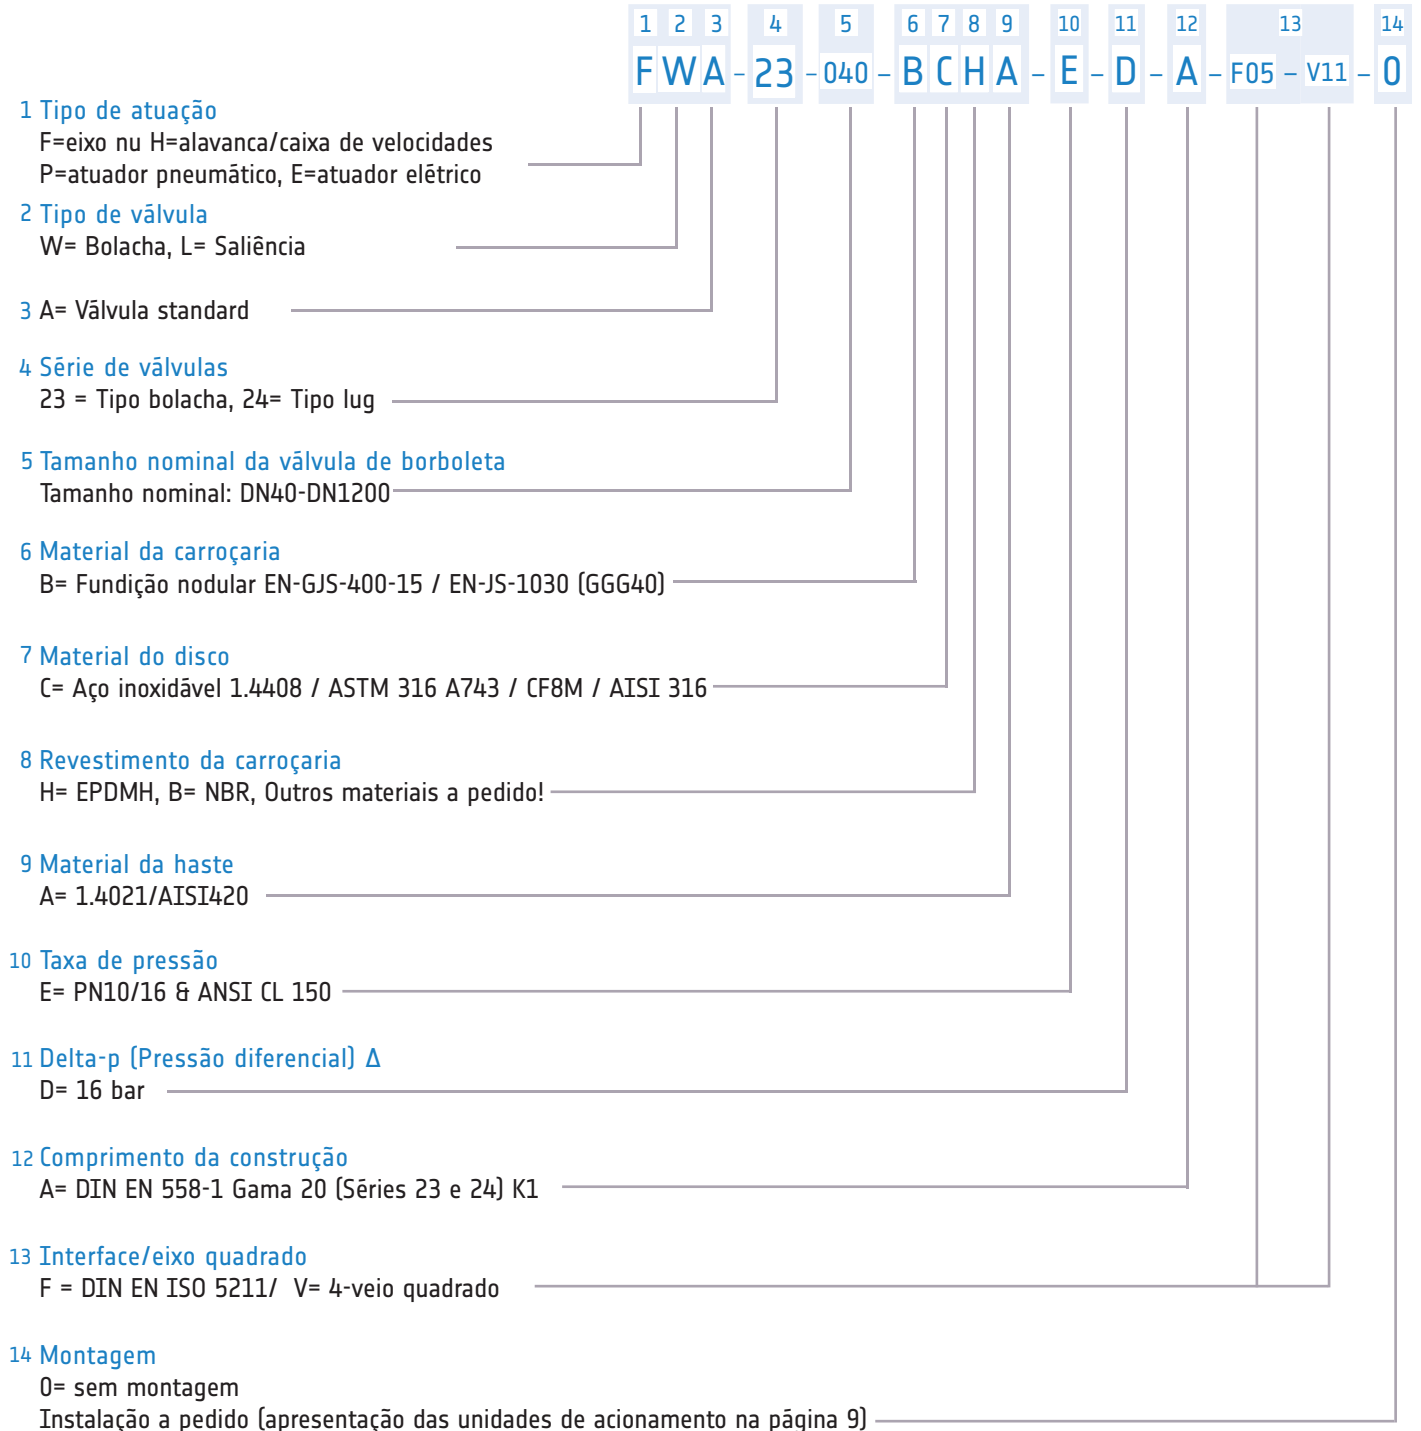 1 2 3 4 5 6 7 8 9 10 11 12 13 14
F W A - 23 - 040 - B C H A - E - D - A - F05 - V11 - 0
1 Tipo de atuação
F=eixo nu H=alavanca/caixa de velocidades
P=atuador pneumático, E=atuador elétrico
2 Tipo de válvula
W= Bolacha, L= Saliência
3 A= Válvula standard
4 Série de válvulas
23 = Tipo bolacha, 24= Tipo lug
5 Tamanho nominal da válvula de borboleta
Tamanho nominal: DN40-DN1200
6 Material da carroçaria
B= Fundição nodular EN-GJS-400-15 / EN-JS-1030 (GGG40)
7 Material do disco
C= Aço inoxidável 1.4408 / ASTM 316 A743 / CF8M / AISI 316
8 Revestimento da carroçaria
H= EPDMH, B= NBR, Outros materiais a pedido!
9 Material da haste
A= 1.4021/AISI420
10 Taxa de pressão
E= PN10/16 & ANSI CL 150
11 Delta-p (Pressão diferencial) Δ
D= 16 bar
12 Comprimento da construção
A= DIN EN 558-1 Gama 20 (Séries 23 e 24) K1
13 Interface/eixo quadrado
F = DIN EN ISO 5211/ V= 4-veio quadrado
14 Montagem
0= sem montagem
Instalação a pedido (apresentação das unidades de acionamento na página 9)